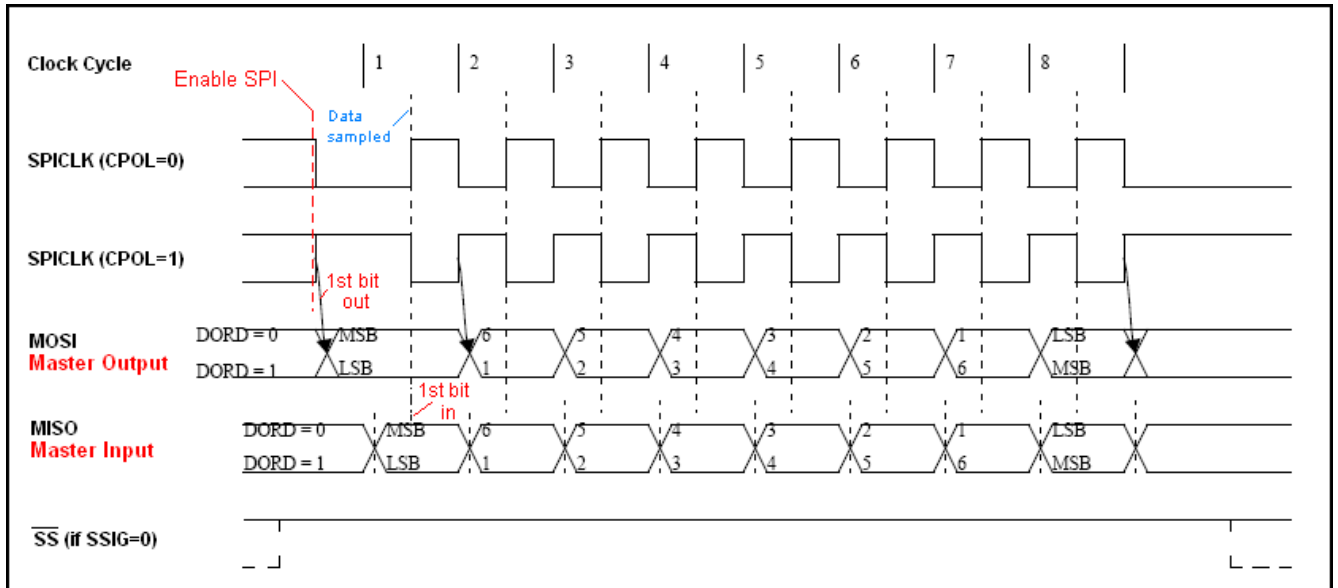 Clock Cycle 1 2 3 4 5 6 7 8
Enable SPI
Data
sampled
SPICLK (CPOL=0)
SPICLK (CPOL=1)
1st bit
out
MOSI
Master Output
DORD = 0 MSB 6 5 4 3 2 1 LSB
DORD = 1 LSB 1 2 3 4 5 6 MSB
1st bit
in
MISO
Master Input
DORD = 0 MSB 6 5 4 3 2 1 LSB
DORD = 1 LSB 1 2 3 4 5 6 MSB
SS (if SSIG=0)